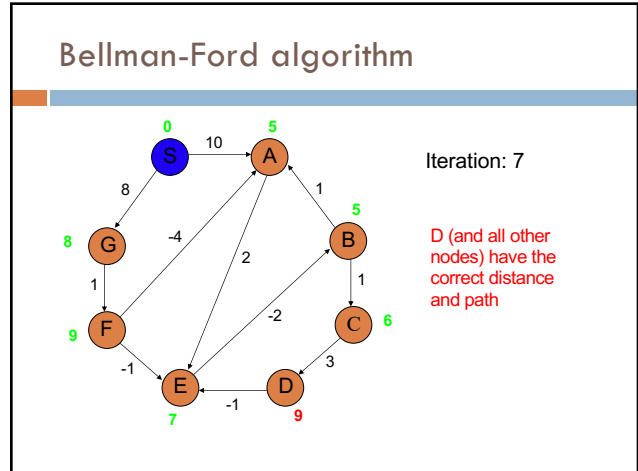 Bellman-Ford algorithm
0
5
10
S
A
Iteration: 7
8
1
5
-4
8
G
B
2
D (and all other
nodes) have the
correct distance
and path
1
1
-2
F
C
6
9
3
-1
E
D
-1
9
7